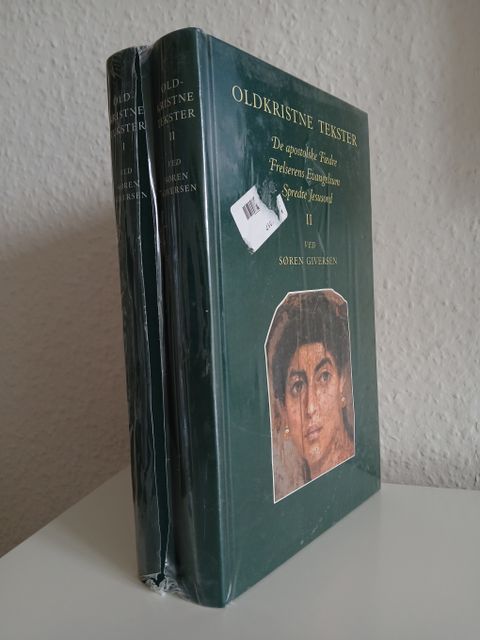 OLD-
KRISTNE
TEKSTER
I
VED
SØREN
GIVERSEN
OLD-
KRISTNE
TEKSTER
II
VED
SØREN
GIVERSEN
OLDKRISTNE TEKSTER
De apostolske Fædre
Frelserens Evangelium
Spredte Jesusord
II
VED
SØREN GIVERSEN